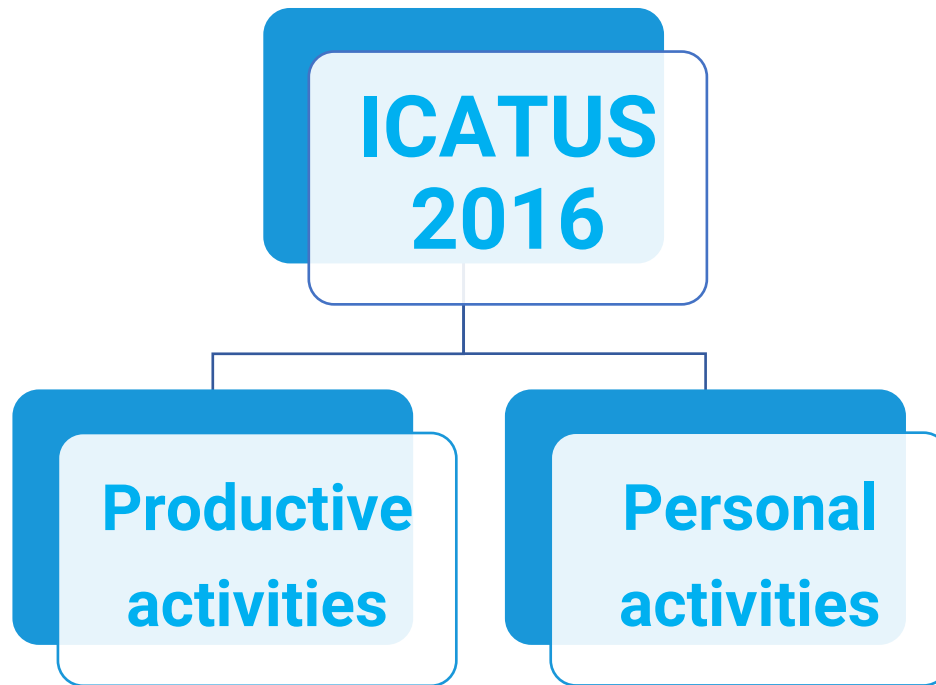 ICATUS
2016
Productive
activities
Personal
activities